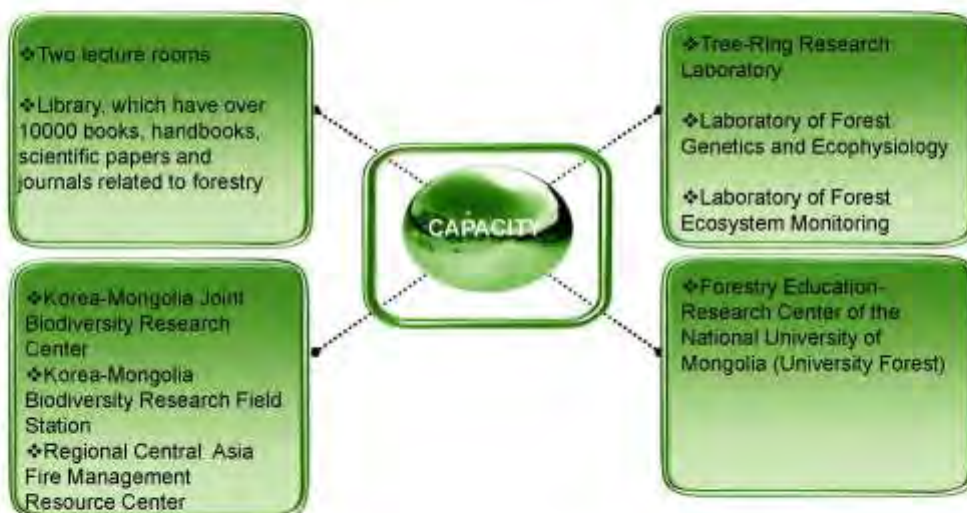 ❖Two lecture rooms
❖Library, which have over
10000 books, handbooks,
scientific papers and
journals related to forestry
❖Tree-Ring Research
Laboratory
❖Laboratory of Forest
Genetics and Ecophysiology
❖Laboratory of Forest
Ecosystem Monitoring
CAPACITY
❖Korea-Mongolia Joint
Biodiversity Research
Center
❖Korea-Mongolia
Biodiversity Research Field
Station
❖Regional Central Asia
Fire Management
Resource Center
❖Forestry Education-
Research Center of the
National University of
Mongolia (University Forest)